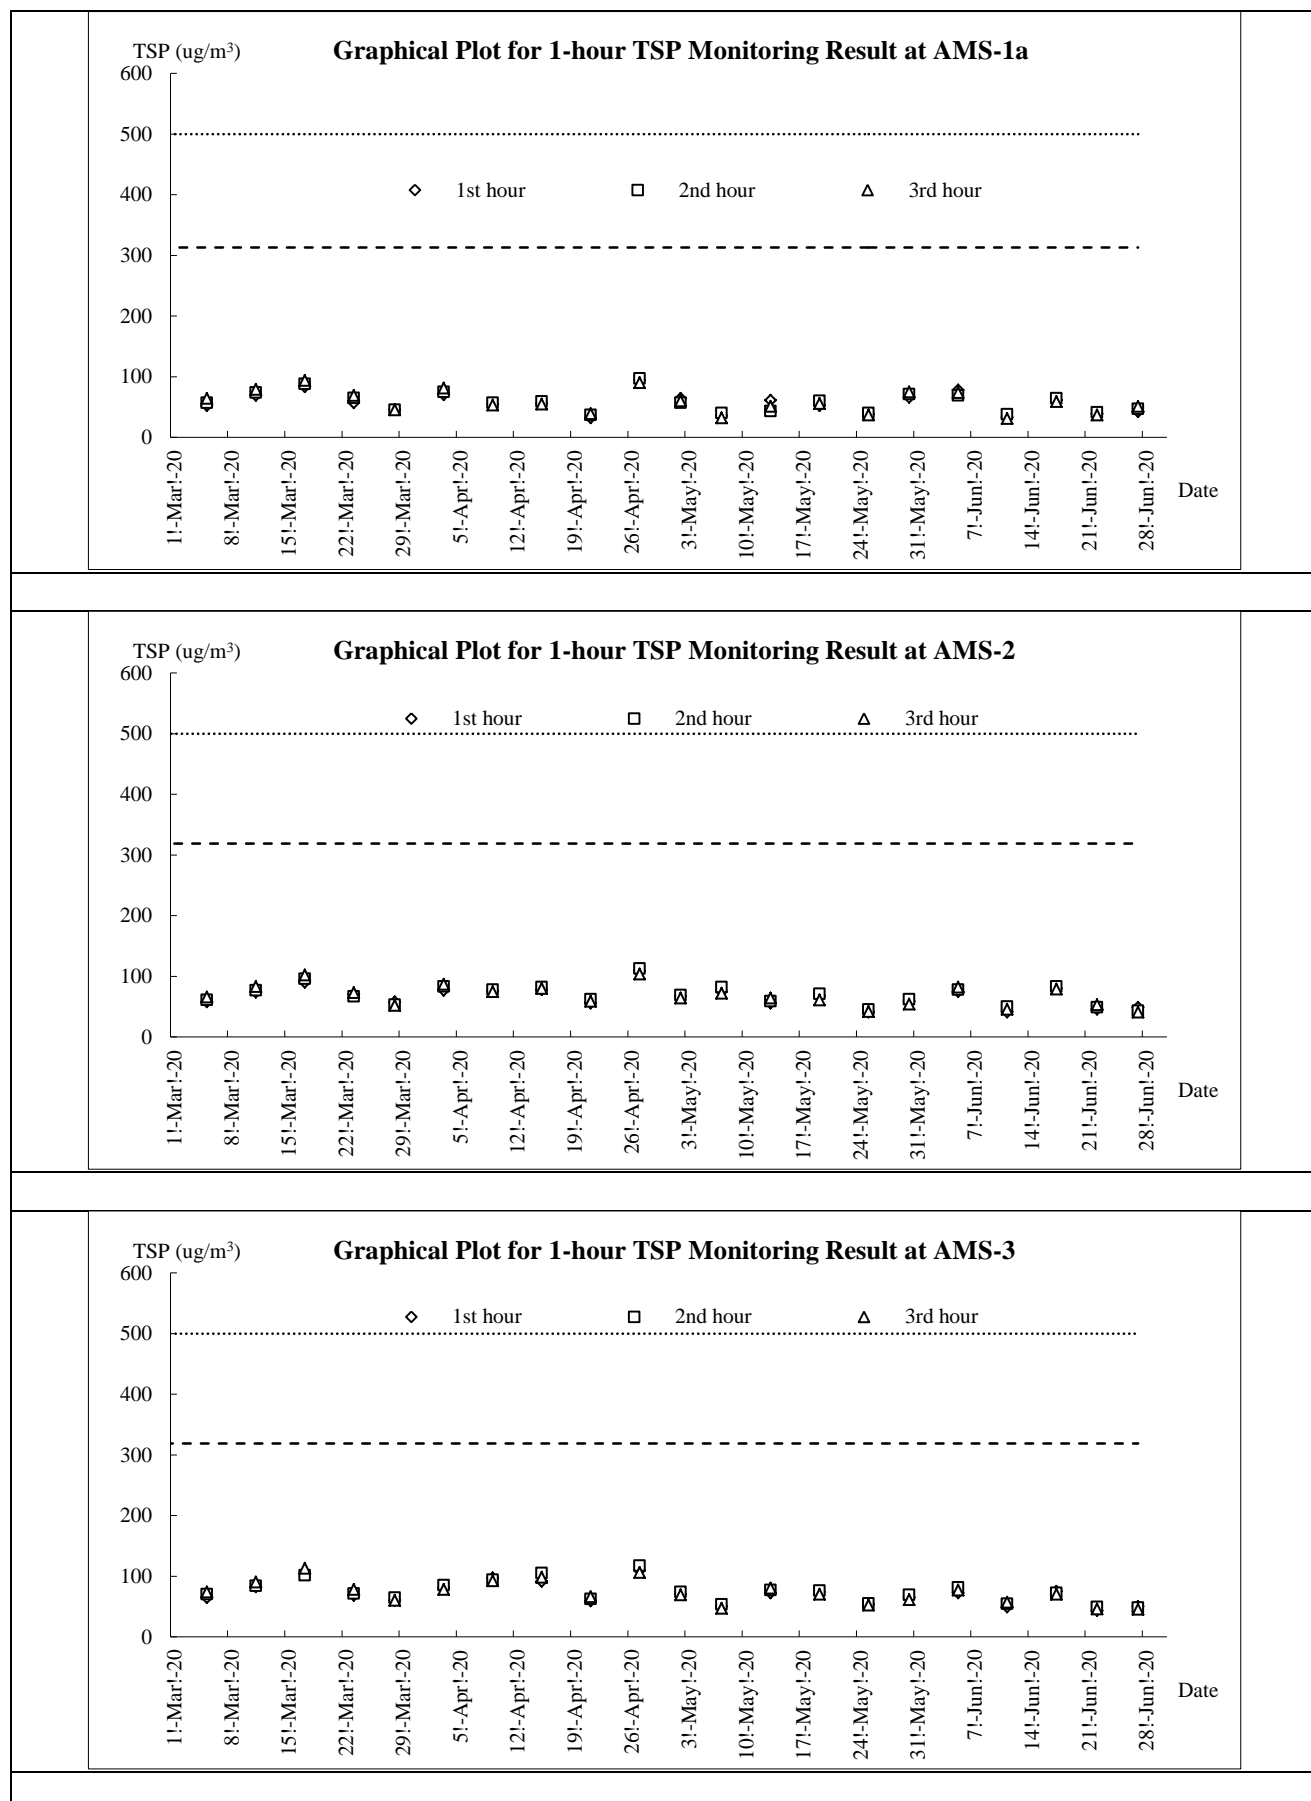 TSP (ug/m³) Graphical Plot for 1-hour TSP Monitoring Result at AMS-1a
600
500
1st hour 2nd hour 3rd hour
400
300
200
100
0
1!-Mar!-20 8!-Mar!-20 15!-Mar!-20 22!-Mar!-20 29!-Mar!-20 5!-Apr!-20 12!-Apr!-20 19!-Apr!-20 26!-Apr!-20 3!-May!-20 10!-May!-20 17!-May!-20 24!-May!-20 31!-May!-20 7!-Jun!-20 14!-Jun!-20 21!-Jun!-20 28!-Jun!-20 Date
TSP (ug/m³) Graphical Plot for 1-hour TSP Monitoring Result at AMS-2
600
1st hour 2nd hour 3rd hour
500
400
300
200
100
0
1!-Mar!-20 8!-Mar!-20 15!-Mar!-20 22!-Mar!-20 29!-Mar!-20 5!-Apr!-20 12!-Apr!-20 19!-Apr!-20 26!-Apr!-20 3!-May!-20 10!-May!-20 17!-May!-20 24!-May!-20 31!-May!-20 7!-Jun!-20 14!-Jun!-20 21!-Jun!-20 28!-Jun!-20 Date
TSP (ug/m³) Graphical Plot for 1-hour TSP Monitoring Result at AMS-3
600
1st hour 2nd hour 3rd hour
500
400
300
200
100
0
1!-Mar!-20 8!-Mar!-20 15!-Mar!-20 22!-Mar!-20 29!-Mar!-20 5!-Apr!-20 12!-Apr!-20 19!-Apr!-20 26!-Apr!-20 3!-May!-20 10!-May!-20 17!-May!-20 24!-May!-20 31!-May!-20 7!-Jun!-20 14!-Jun!-20 21!-Jun!-20 28!-Jun!-20 Date